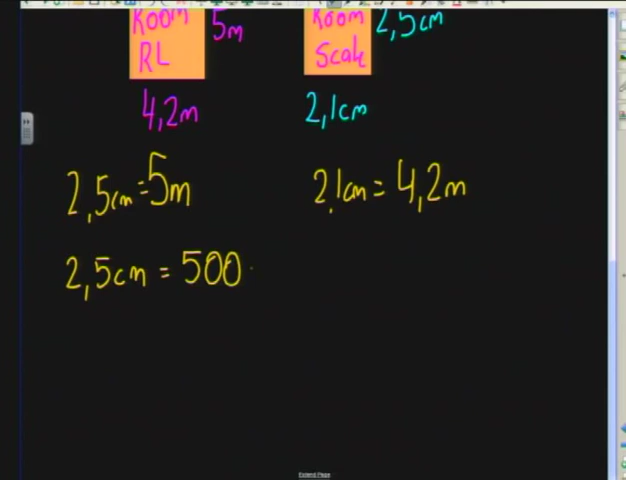 Room 5m
RL
4,2m
Room 2,5cm
Scale
2,1cm
2,5cm = 5m
2,1cm = 4,2m
2,5cm = 500
Extend Page